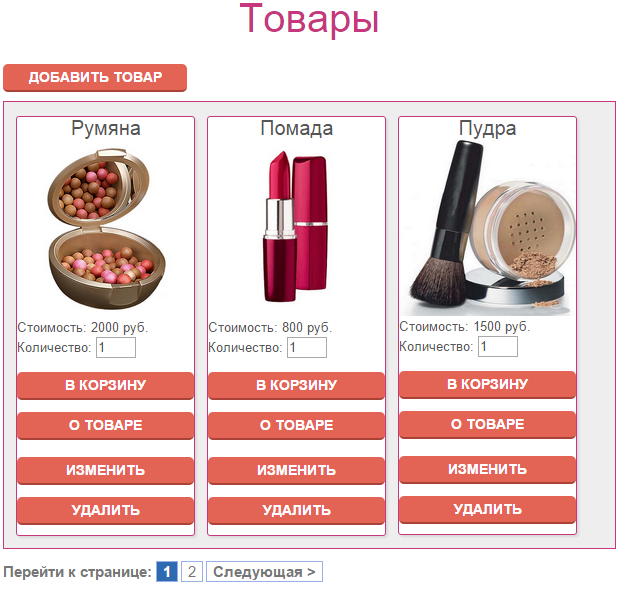 Товары
ДОБАВИТЬ ТОВАР
Румяна
Стоимость: 2000 руб.
Количество: 1
В КОРЗИНУ
О ТОВАРЕ
ИЗМЕНИТЬ
УДАЛИТЬ
Помада
Стоимость: 800 руб.
Количество: 1
В КОРЗИНУ
О ТОВАРЕ
ИЗМЕНИТЬ
УДАЛИТЬ
Пудра
Стоимость: 1500 руб.
Количество: 1
В КОРЗИНУ
О ТОВАРЕ
ИЗМЕНИТЬ
УДАЛИТЬ
Перейти к странице: 1 2 Следующая >